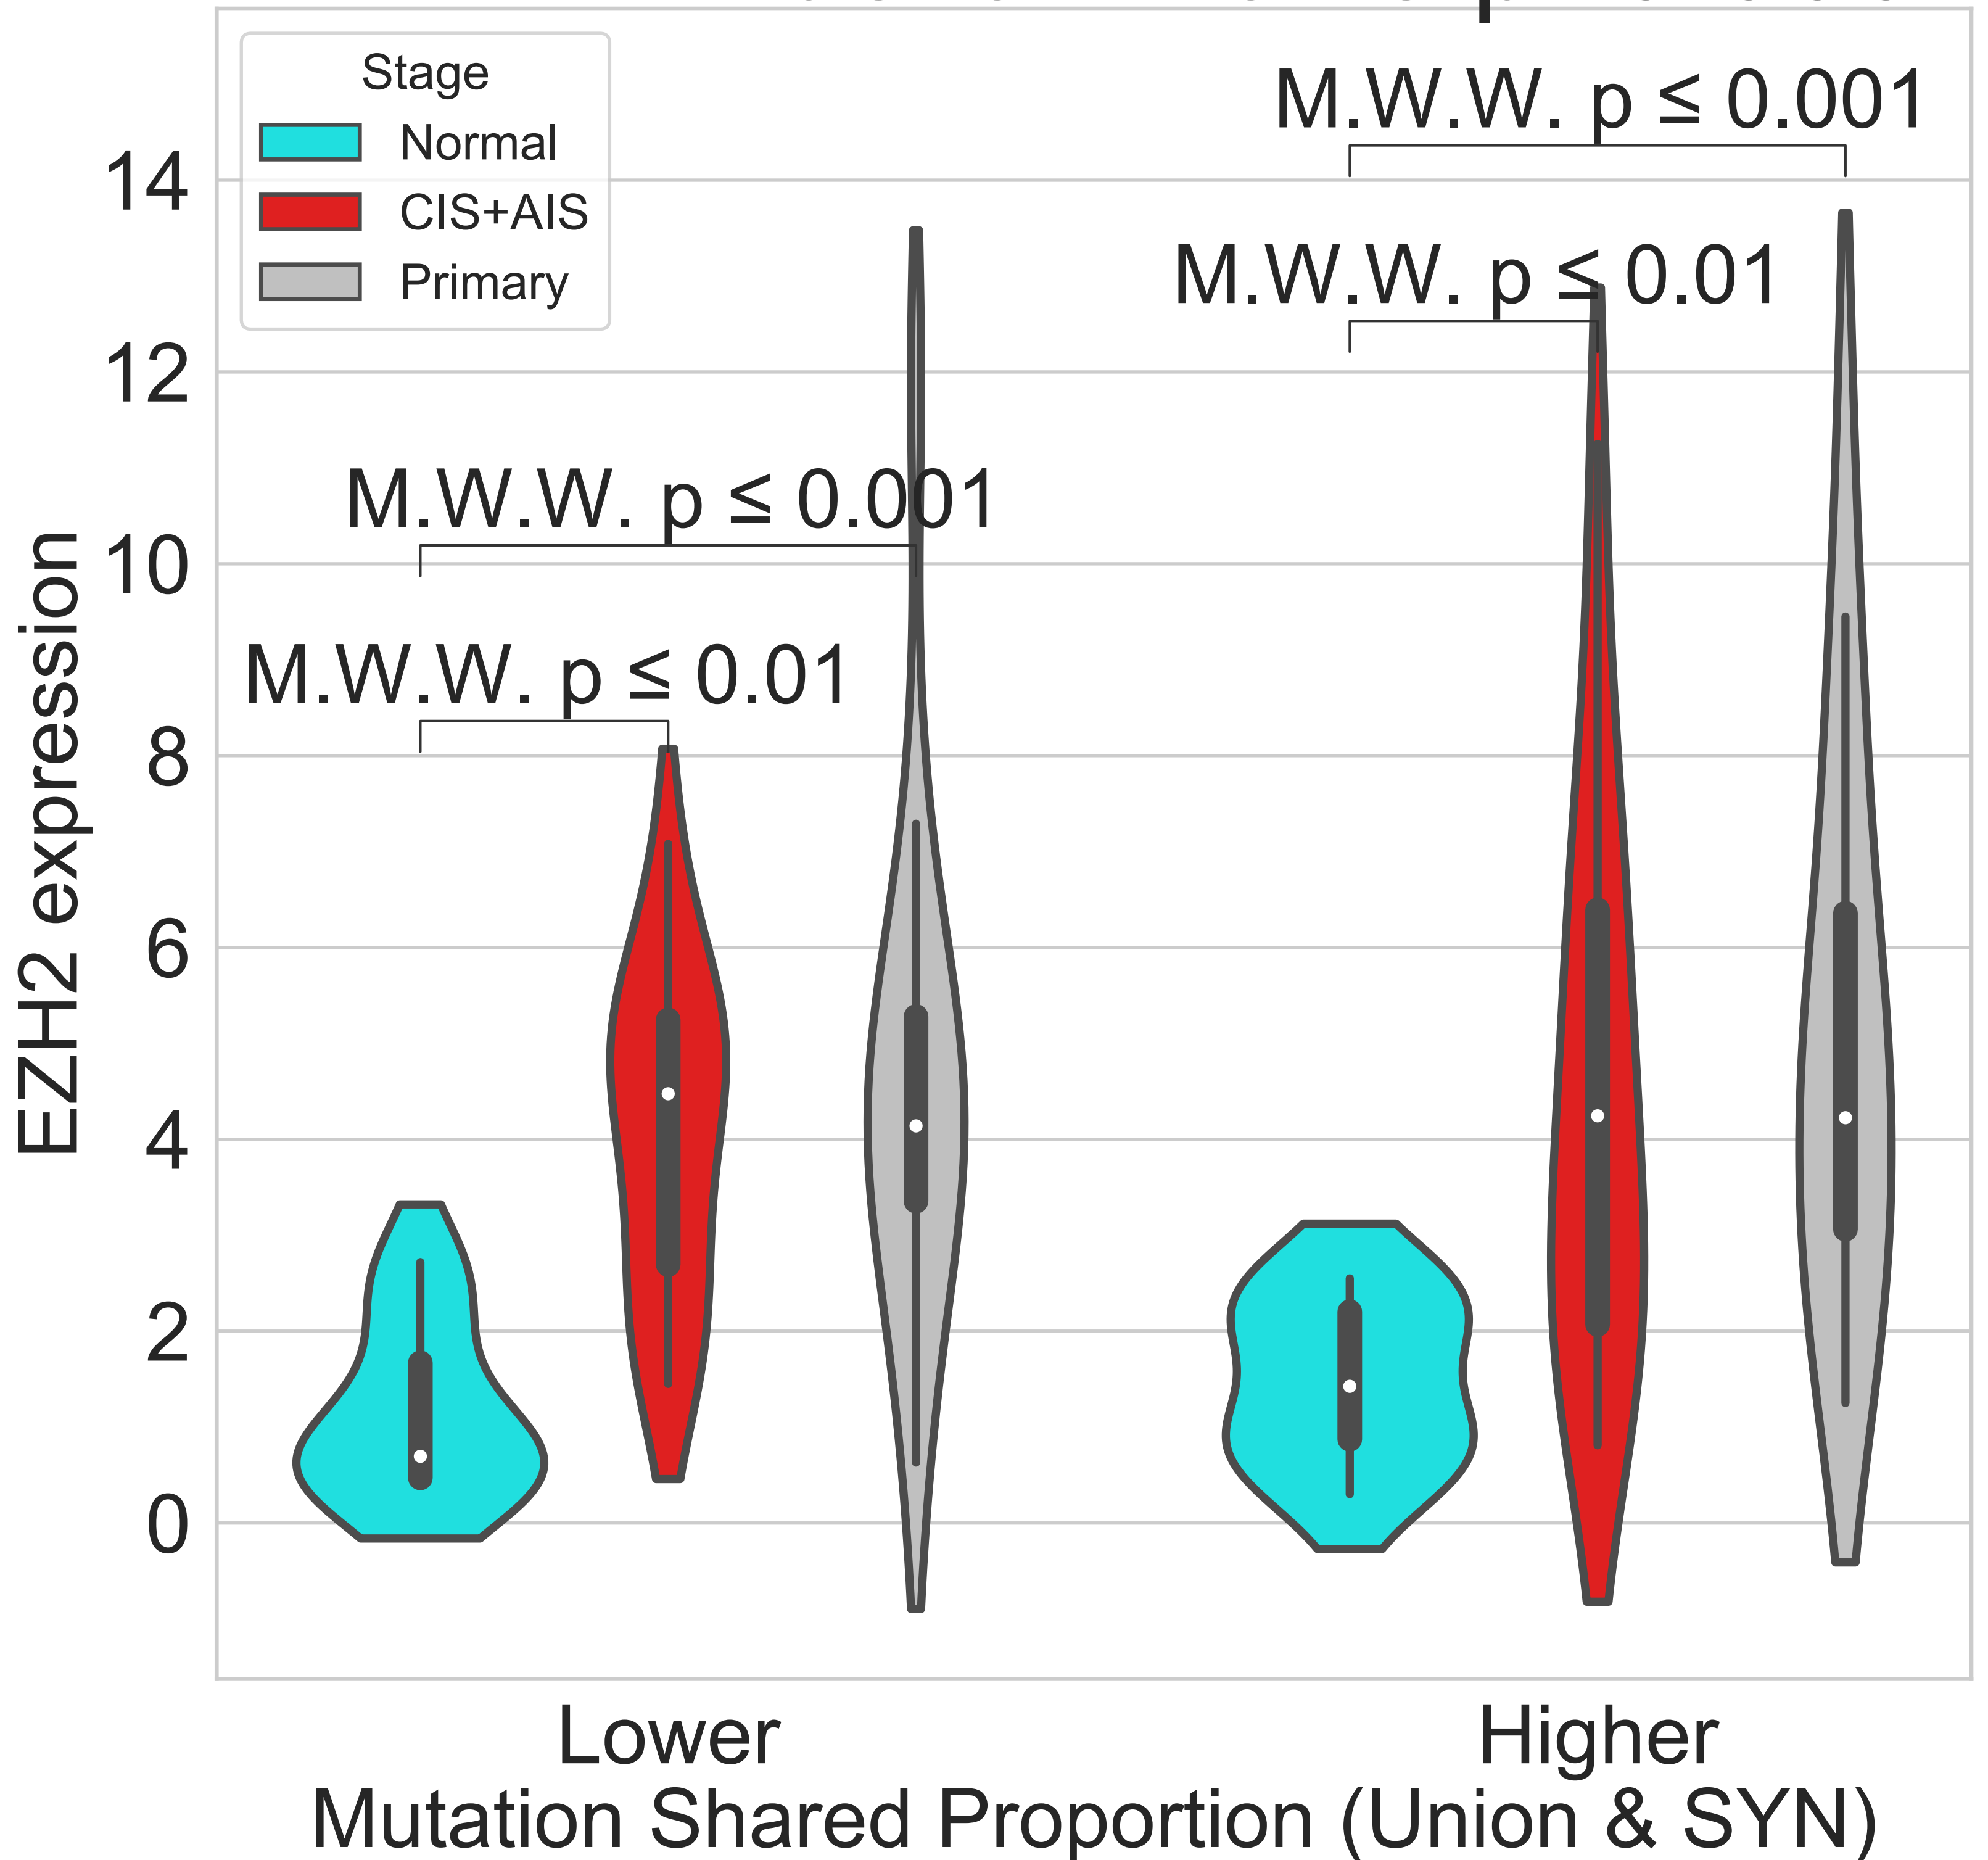 Stage
Normal
CIS+AIS
Primary
M.W.W. p ≤ 0.001
M.W.W. p ≤ 0.01
M.W.W. p ≤ 0.001
M.W.W. p ≤ 0.01
14
12
10
8
6
4
2
0
EZH2 expression
Lower
Higher
Mutation Shared Proportion (Union & SYN)